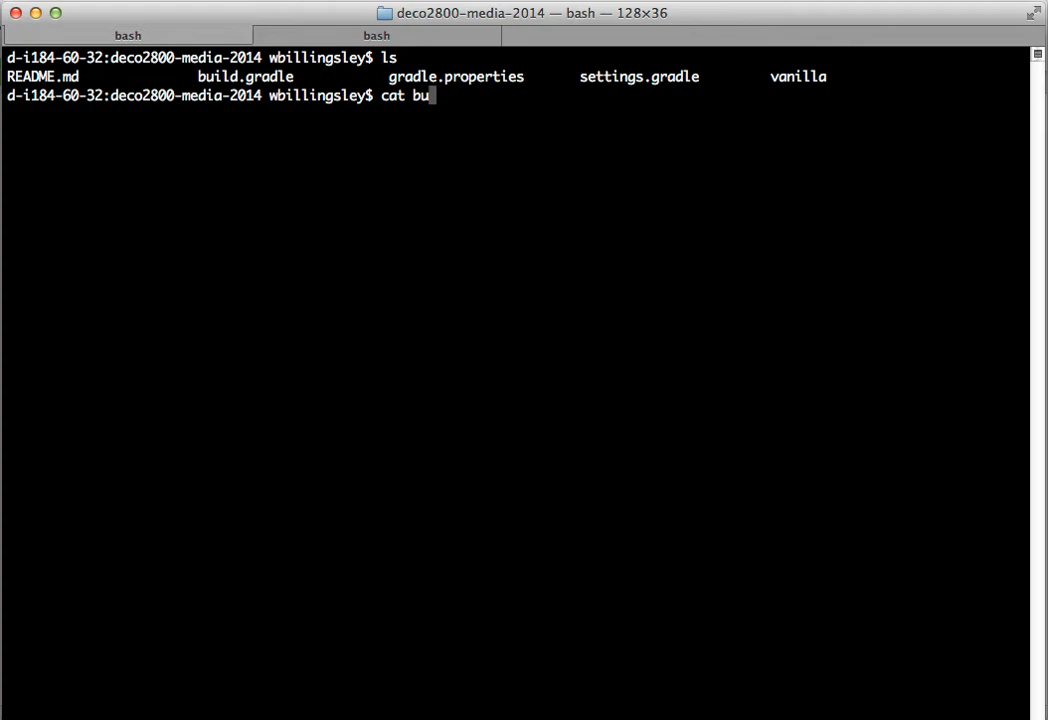 deco2800-media-2014 — bash — 128×36
bash bash
d-i184-60-32:deco2800-media-2014 wbillingsley$ ls
README.md build.gradle gradle.properties settings.gradle vanilla
d-i184-60-32:deco2800-media-2014 wbillingsley$ cat bu